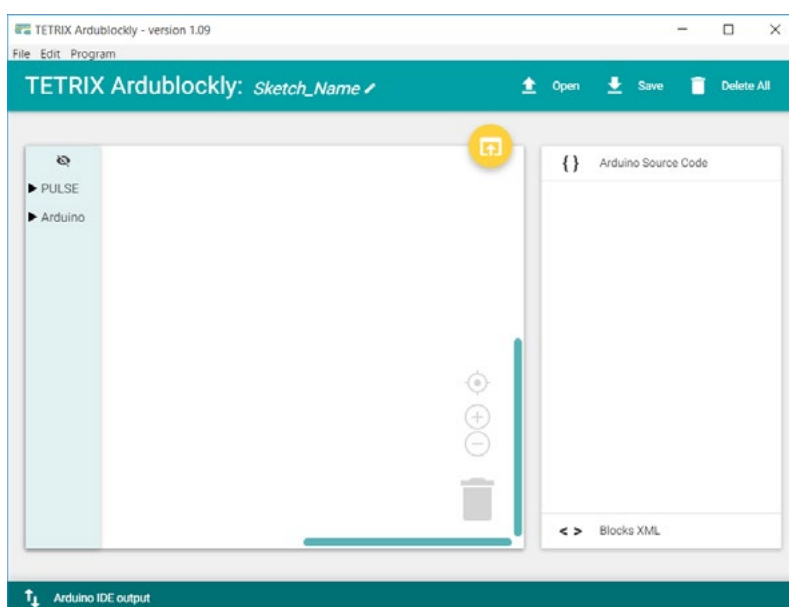 TETRIX Ardublockly - version 1.09
File Edit Program
TETRIX Ardublockly: Sketch_Name
Open Save Delete All
PULSE
Arduino
{ } Arduino Source Code
< > Blocks XML
Arduino IDE output